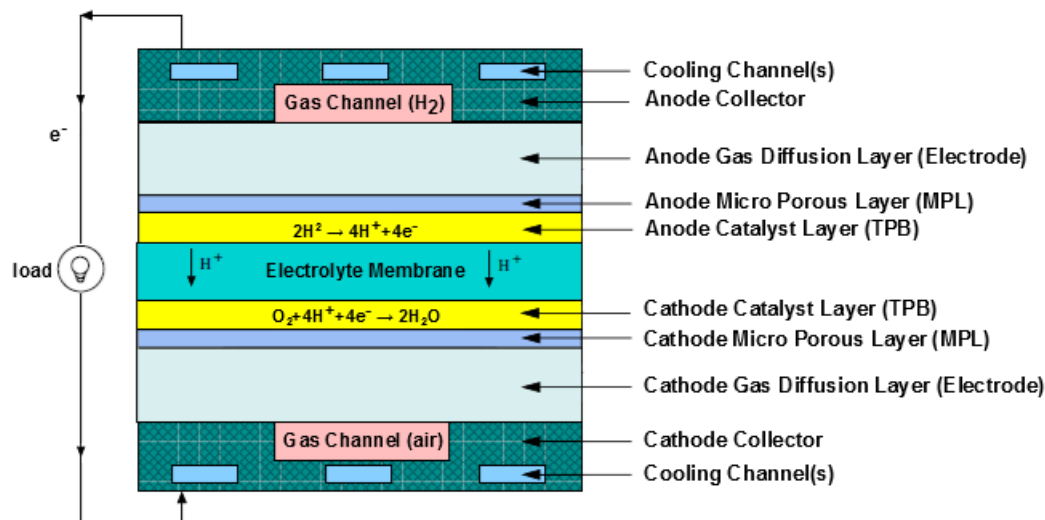 Cooling Channel(s)
Gas Channel (H₂)
Anode Collector
e⁻
Anode Gas Diffusion Layer (Electrode)
Anode Micro Porous Layer (MPL)
2H² → 4H⁺+4e⁻
Anode Catalyst Layer (TPB)
load
H⁺
Electrolyte Membrane
H⁺
O₂+4H⁺+4e⁻ → 2H₂O
Cathode Catalyst Layer (TPB)
Cathode Micro Porous Layer (MPL)
Cathode Gas Diffusion Layer (Electrode)
Gas Channel (air)
Cathode Collector
Cooling Channel(s)